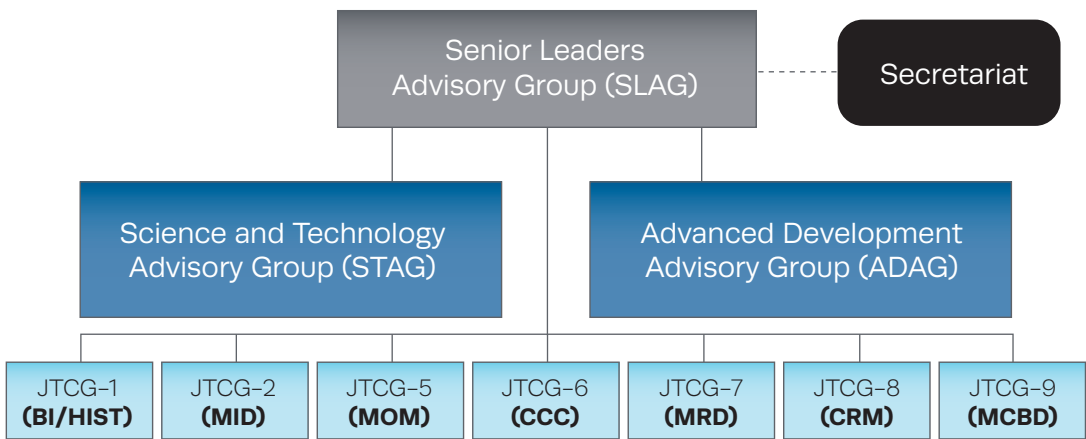 Senior Leaders
Advisory Group (SLAG)
Secretariat
Science and Technology
Advisory Group (STAG)
Advanced Development
Advisory Group (ADAG)
JTCG–1
(BI/HIST)
JTCG–2
(MID)
JTCG–5
(MOM)
JTCG–6
(CCC)
JTCG–7
(MRD)
JTCG–8
(CRM)
JTCG–9
(MCBD)